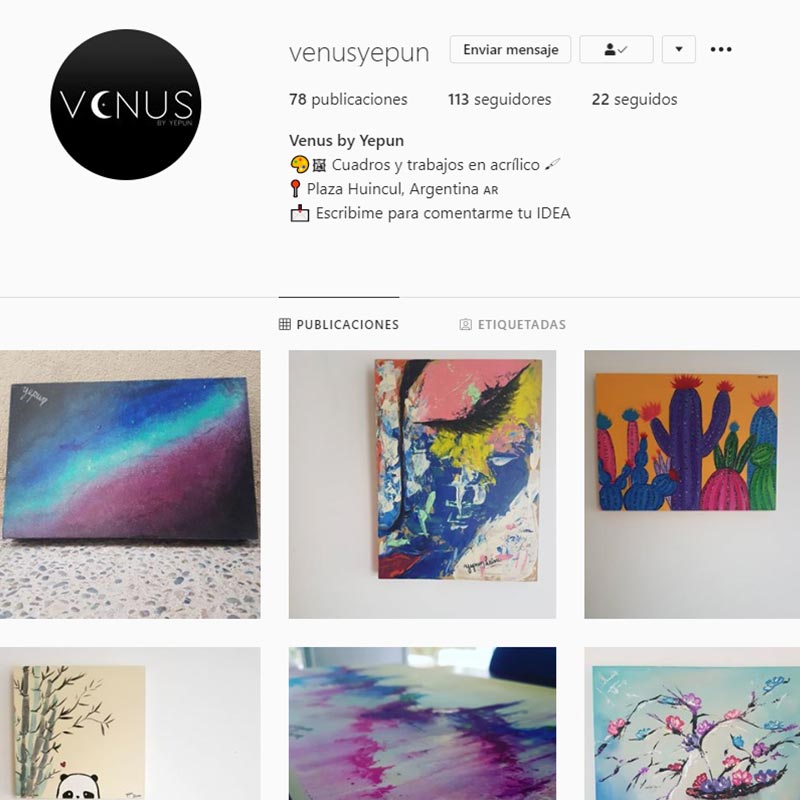 VENUS
BY YEPUN
venusyepun
Enviar mensaje
78 publicaciones 113 seguidores 22 seguidos
Venus by Yepun
🎨🖼 Cuadros y trabajos en acrílico 🖌
📍 Plaza Huincul, Argentina AR
📩 Escribime para comentarme tu IDEA
PUBLICACIONES ETIQUETADAS
yepun